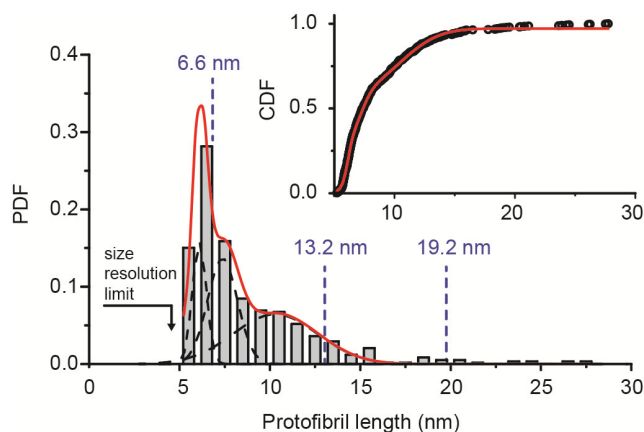 1.0
0.5
0.0
CDF
10
20
30
0.4
0.3
0.2
0.1
0.0
PDF
6.6 nm
13.2 nm
19.2 nm
size
resolution
limit
0
5
10
15
20
25
30
Protofibril length (nm)